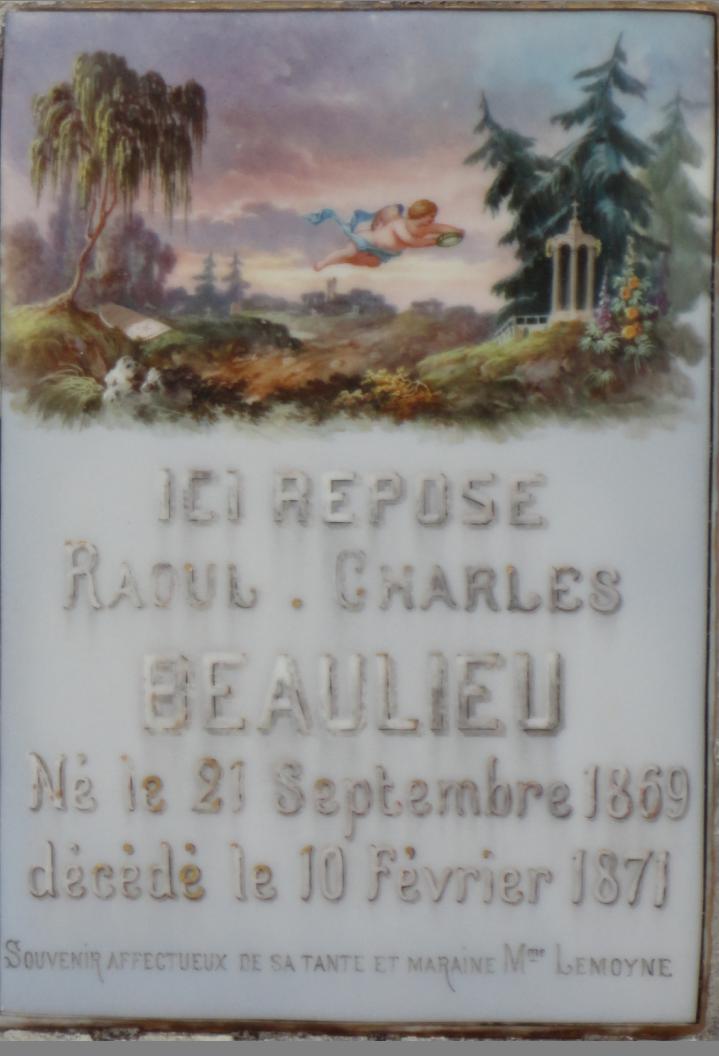 ICI REPOSE
RAOUL . CHARLES
BEAULIEU
Né le 21 Septembre 1869
décédé le 10 Février 1871
SOUVENIR AFFECTUEUX DE SA TANTE ET MARAINE Mme LEMOYNE